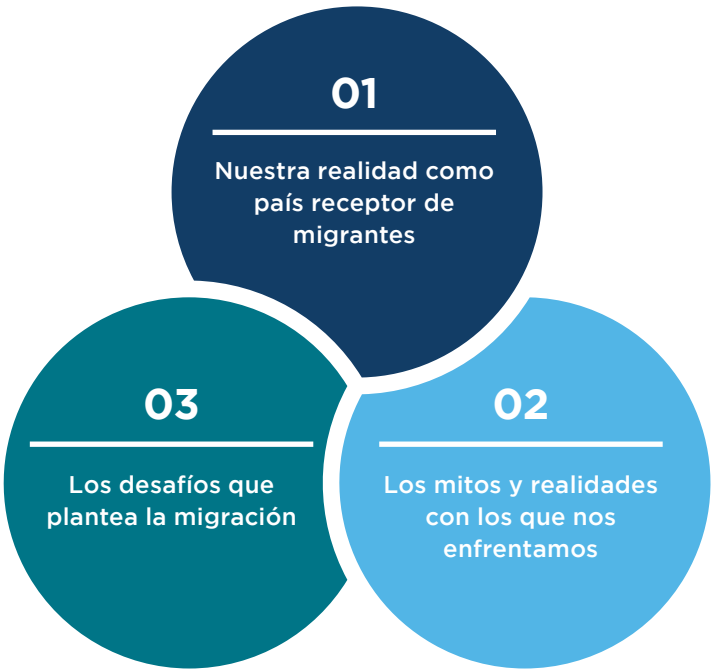 01
Nuestra realidad como
país receptor de
migrantes
02
Los mitos y realidades
con los que nos
enfrentamos
03
Los desafíos que
plantea la migración